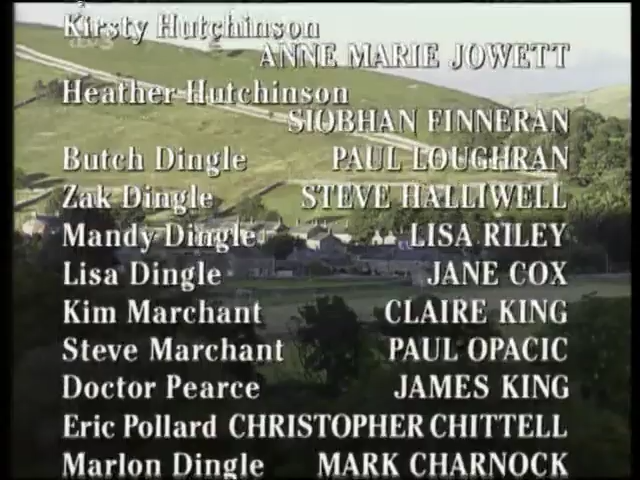 Kirsty Hutchinson
ANNE MARIE JOWETT
Heather Hutchinson
SIOBHAN FINNERAN
Butch Dingle PAUL LOUGHRAN
Zak Dingle STEVE HALLIWELL
Mandy Dingle LISA RILEY
Lisa Dingle JANE COX
Kim Marchant CLAIRE KING
Steve Marchant PAUL OPACIC
Doctor Pearce JAMES KING
Eric Pollard CHRISTOPHER CHITTELL
Marlon Dingle MARK CHARNOCK